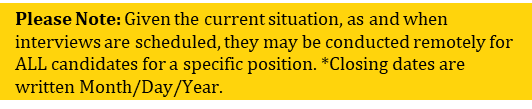 Please Note: Given the current situation, as and when
interviews are scheduled, they may be conducted remotely for
ALL candidates for a specific position. *Closing dates are
written Month/Day/Year.